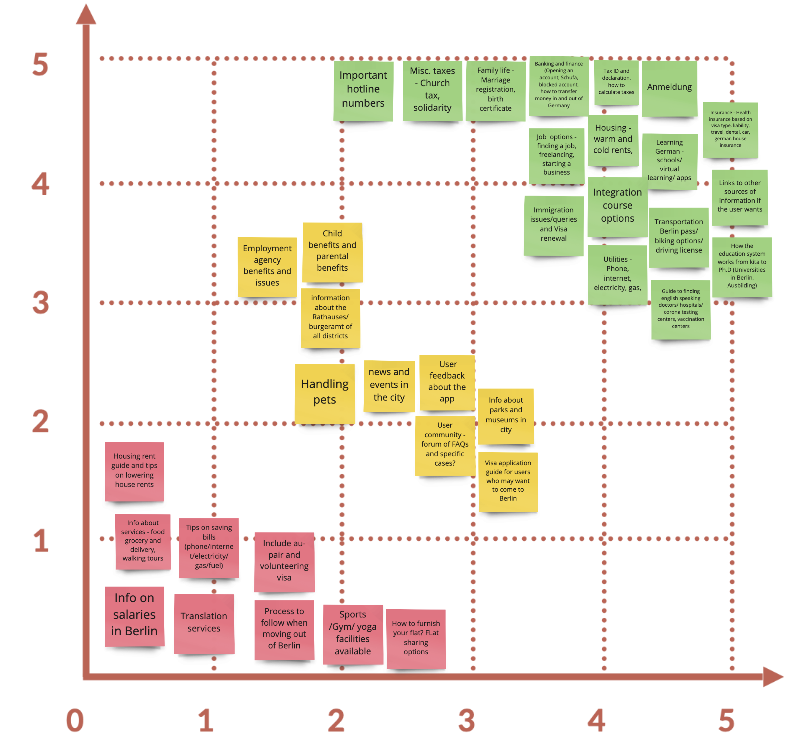 5
4
3
2
1
0
1
2
3
4
5
Important
hotline
numbers
Misc. taxes
- Church
tax,
solidarity
Family life -
Marriage
registration,
birth
certificate
Banking and finance
(Opening an
account, Schufa,
blocked account,
how to transfer
money in and out of
Germany
Tax ID and
declaration,
how to
calculate taxes
Anmeldung
Insurance - Health
insurance based on
visa type, liability,
travel, dental, car,
german house
insurance
Job options -
finding a job,
freelancing,
starting a
business
Housing -
warm and
cold rents,
Learning
German -
schools/
virtual
learning/ apps
Links to other
sources of
information if
the user wants
Immigration
issues/queries
and Visa
renewal
Integration
course
options
Transportation
Berlin pass/
biking options/
driving license
How the
education system
works from kita to
PH.D (Universities
in Berlin,
Ausbilding)
Utilities -
Phone,
internet,
electricity, gas,
Guide to finding
english speaking
doctors/ hospitals/
corona testing
centers, vaccination
centers
Employment
agency
benefits and
issues
Child
benefits and
parental
benefits
information
about the
Rathauses/
burgeramt of
all districts
Handling
pets
news and
events in
the city
User
feedback
about the
app
Info about
parks and
museums in
city
User
community -
forum of FAQs
and specific
cases?
Visa application
guide for users
who may want
to come to
Berlin
Housing rent
guide and tips
on lowering
house rents
Info about
services - food
grocery and
delivery,
walking tours
Tips on saving
bills
(phone/interne
t/electricity/
gas/fuel)
Include au-
pair and
volunteering
visa
Info on
salaries
in Berlin
Translation
services
Process to
follow when
moving out
of Berlin
Sports
/Gym/ yoga
facilities
available
How to furnish
your flat? FLat
sharing
options